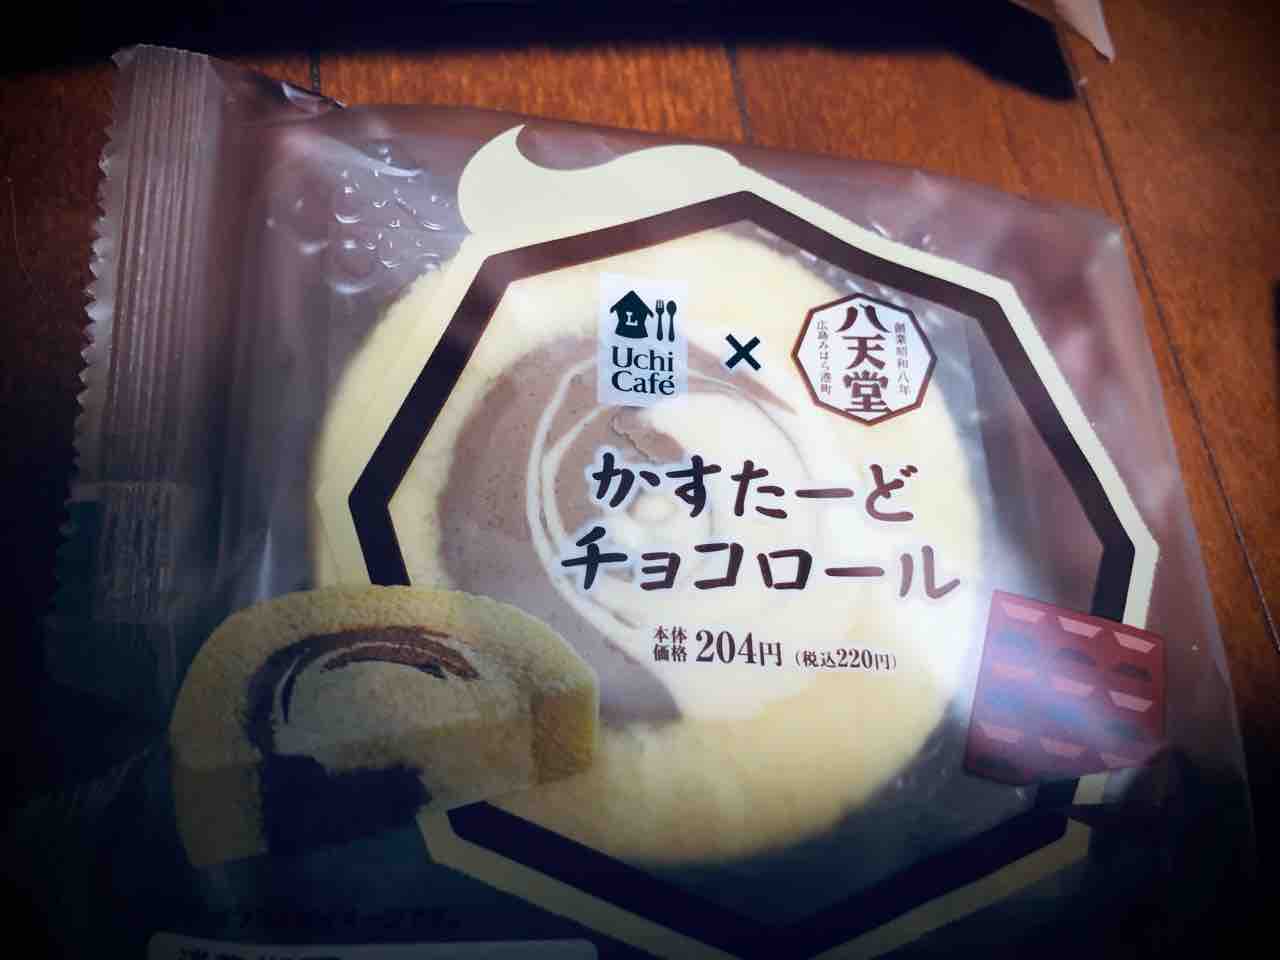 L
Uchi
Café
×
創業昭和八年
八天堂
広島みはら港町
かすたーど
チョコロール
本体
価格 204円 (税込220円)